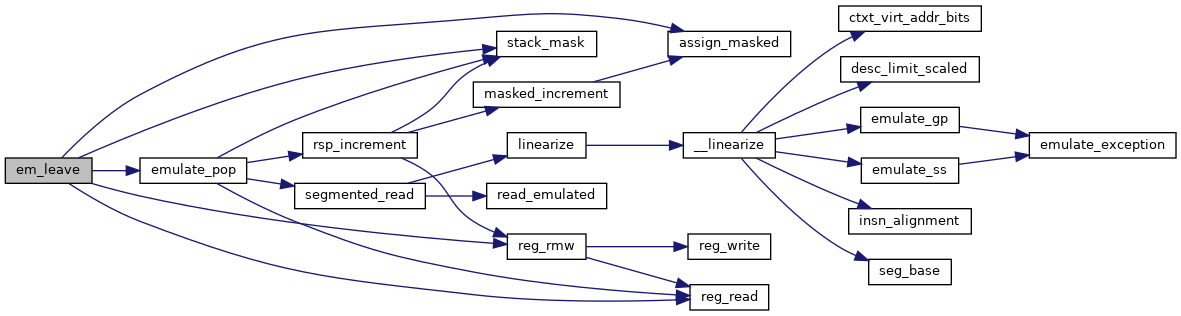 em_leave
emulate_pop
rsp_increment
segmented_read
stack_mask
masked_increment
linearize
read_emulated
reg_rmw
assign_masked
__linearize
reg_write
reg_read
ctxt_virt_addr_bits
desc_limit_scaled
emulate_gp
emulate_ss
insn_alignment
seg_base
emulate_exception